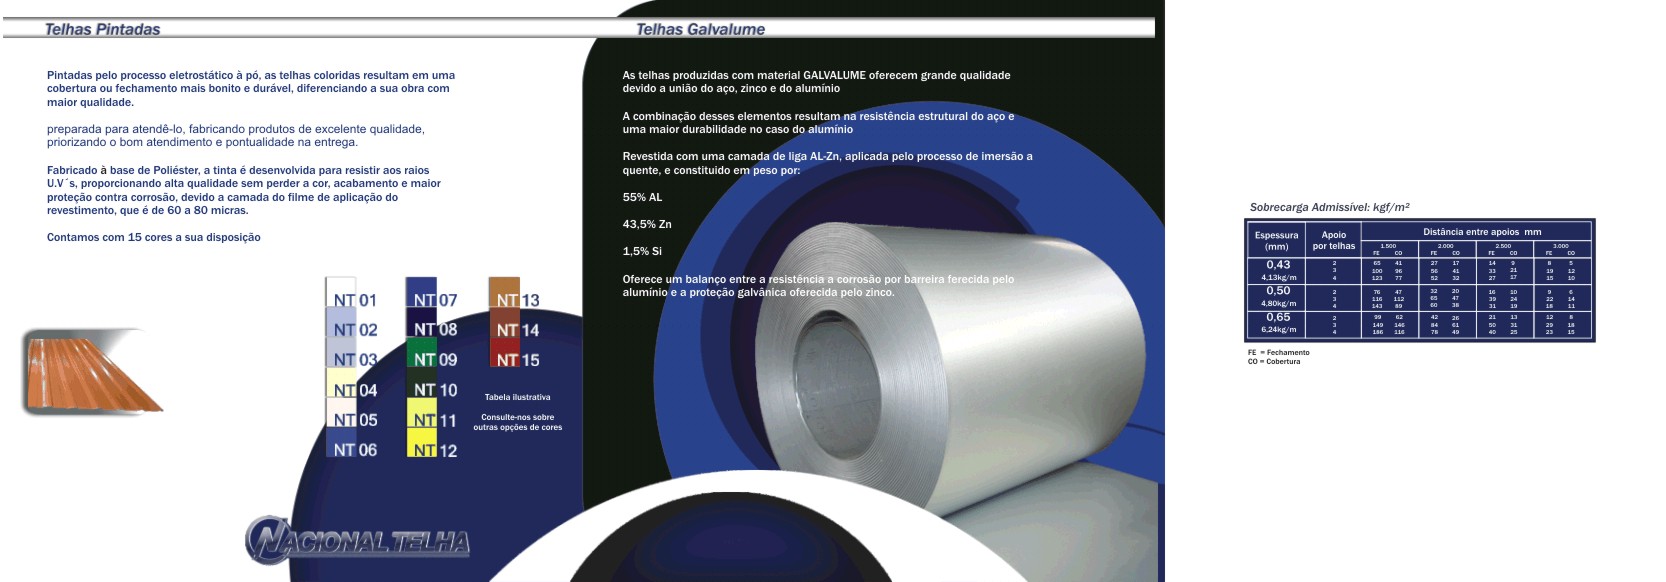 Telhas Pintadas
Pintadas pelo processo eletrostático à pó, as telhas coloridas resultam em uma
cobertura ou fechamento mais bonito e durável, diferenciando a sua obra com
maior qualidade.
preparada para atendê-lo, fabricando produtos de excelente qualidade,
priorizando o bom atendimento e pontualidade na entrega.
Fabricado à base de Poliéster, a tinta é desenvolvida para resistir aos raios
U.V´s, proporcionando alta qualidade sem perder a cor, acabamento e maior
proteção contra corrosão, devido a camada do filme de aplicação do
revestimento, que é de 60 a 80 micras.
Contamos com 15 cores a sua disposição
NT 01
NT 02
NT 03
NT 04
NT 05
NT 06
NT 07
NT 08
NT 09
NT 10
NT 11
NT 12
NT 13
NT 14
NT 15
Tabela ilustrativa
Consulte-nos sobre
outras opções de cores
NACIONAL TELHA
Telhas Galvalume
As telhas produzidas com material GALVALUME oferecem grande qualidade
devido a união do aço, zinco e do alumínio
A combinação desses elementos resultam na resistência estrutural do aço e
uma maior durabilidade no caso do alumínio
Revestida com uma camada de liga AL-Zn, aplicada pelo processo de imersão a
quente, e constituido em peso por:
55% AL
43,5% Zn
1,5% Si
Oferece um balanço entre a resistência a corrosão por barreira ferecida pelo
alumínio e a proteção galvânica oferecida pelo zinco.
Sobrecarga Admissível: kgf/m²
Espessura (mm) Apoio por telhas Distância entre apoios mm
1.500 2.000 2.500 3.000
FE CO FE CO FE CO FE CO
0,43 2 65 41 27 17 14 9 8 5
3 100 96 56 41 33 21 19 12
4,13kg/m 4 123 77 52 32 27 17 15 10
0,50 2 76 47 32 20 16 10 9 6
3 116 112 65 47 39 24 22 14
4,80kg/m 4 143 89 60 38 31 19 18 11
0,65 2 99 62 42 26 21 13 12 8
3 149 146 84 61 50 31 29 18
6,24kg/m 4 186 116 78 49 40 25 23 15
FE = Fechamento
CO = Cobertura